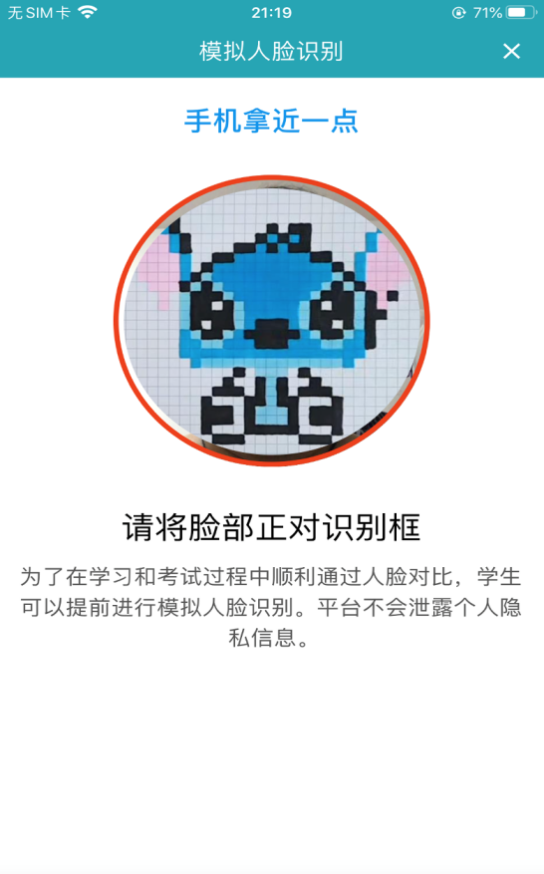 无SIM卡 21:19 71%
模拟人脸识别
手机拿近一点
请将脸部正对识别框
为了在学习和考试过程中顺利通过人脸对比，学生
可以提前进行模拟人脸识别。平台不会泄露个人隐
私信息。